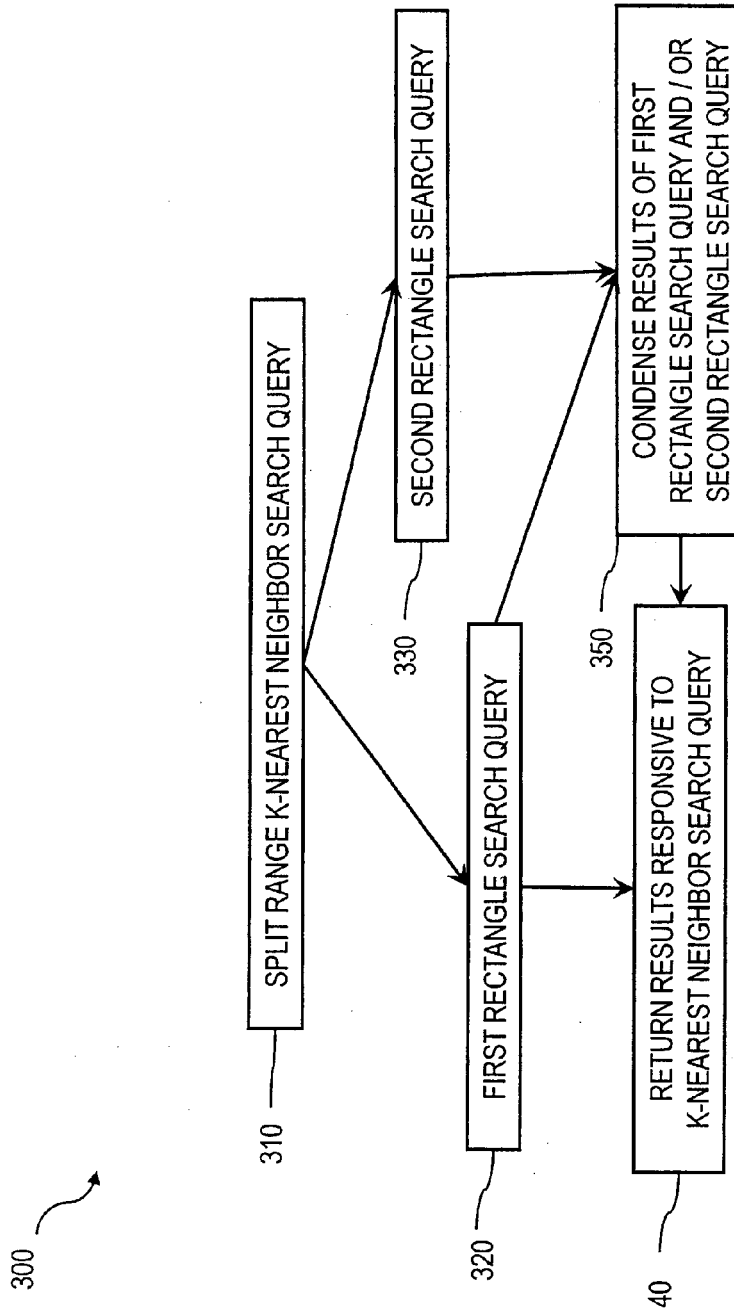 300
310
SPLIT RANGE K-NEAREST NEIGHBOR SEARCH QUERY
320
FIRST RECTANGLE SEARCH QUERY
330
SECOND RECTANGLE SEARCH QUERY
40
RETURN RESULTS RESPONSIVE TO
K-NEAREST NEIGHBOR SEARCH QUERY
350
CONDENSE RESULTS OF FIRST
RECTANGLE SEARCH QUERY AND / OR
SECOND RECTANGLE SEARCH QUERY